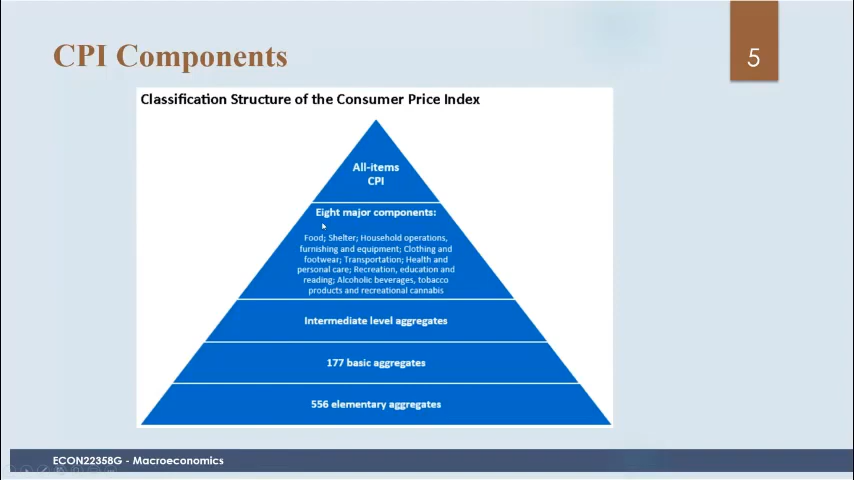 CPI Components
5
Classification Structure of the Consumer Price Index
All-items
CPI
Eight major components:
Food; Shelter; Household operations,
furnishing and equipment; Clothing and
footwear; Transportation; Health and
personal care; Recreation, education and
reading; Alcoholic beverages, tobacco
products and recreational cannabis
Intermediate level aggregates
177 basic aggregates
556 elementary aggregates
ECON22358G - Macroeconomics